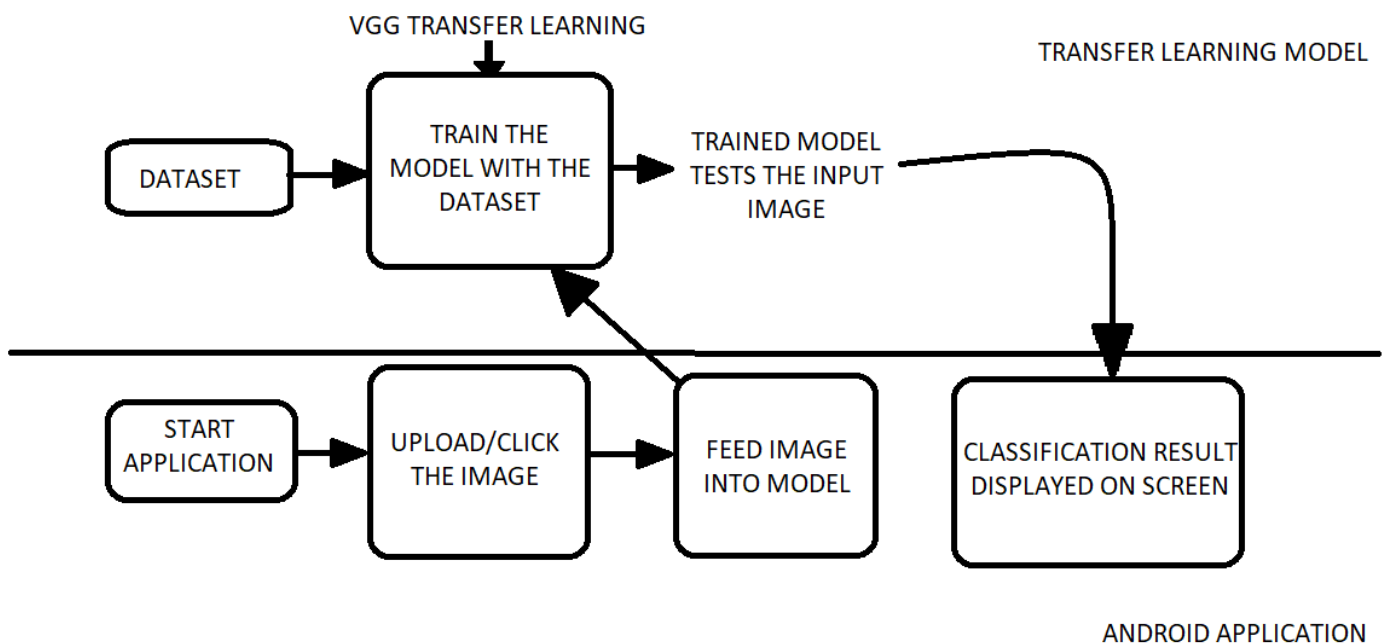 VGG TRANSFER LEARNING
TRANSFER LEARNING MODEL
DATASET
TRAIN THE
MODEL WITH THE
DATASET
TRAINED MODEL
TESTS THE INPUT
IMAGE
START
APPLICATION
UPLOAD/CLICK
THE IMAGE
FEED IMAGE
INTO MODEL
CLASSIFICATION RESULT
DISPLAYED ON SCREEN
ANDROID APPLICATION